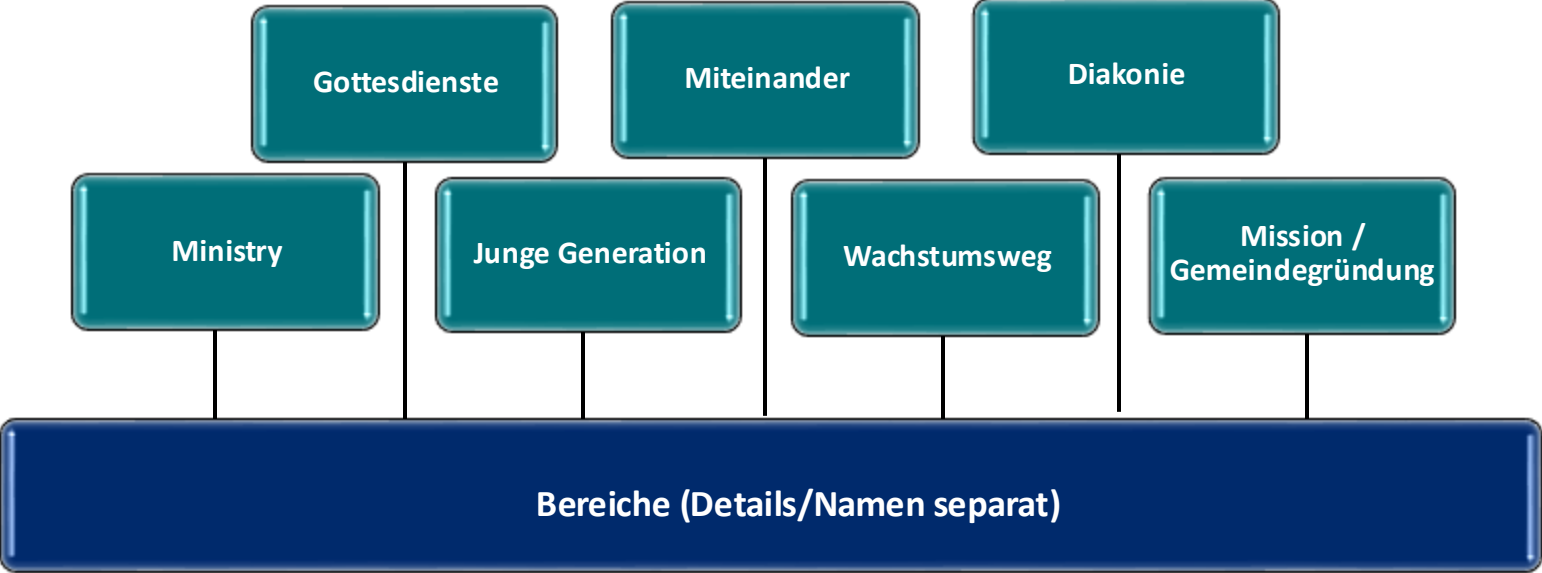 Gottesdienste
Miteinander
Diakonie
Ministry
Junge Generation
Wachstumsweg
Mission /
Gemeindegründung
Bereiche (Details/Namen separat)